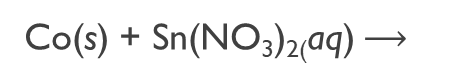 Co(s) + Sn(NO₃)₂(aq) ⟶